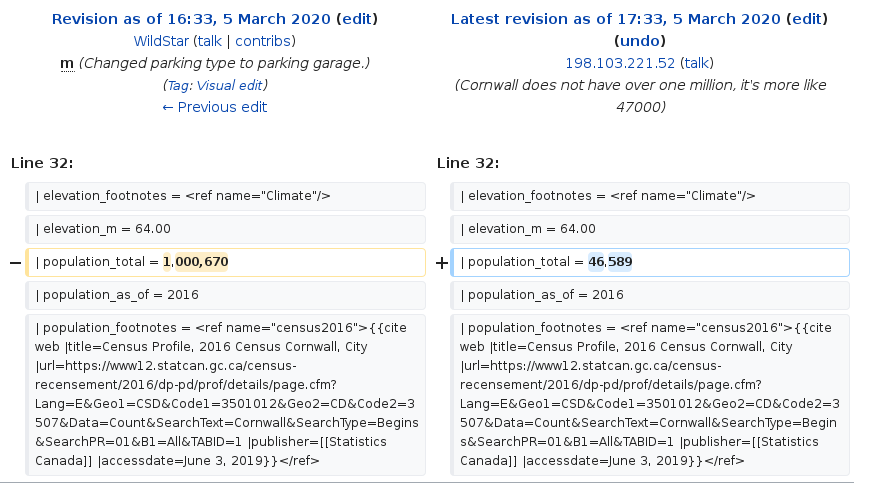 Revision as of 16:33, 5 March 2020 (edit)
WildStar (talk | contribs)
m (Changed parking type to parking garage.)
(Tag: Visual edit)
← Previous edit
Latest revision as of 17:33, 5 March 2020 (edit)
(undo)
198.103.221.52 (talk)
(Cornwall does not have over one million, it's more like
47000)
Line 32:
Line 32:
| elevation_footnotes = <ref name="Climate"/>
| elevation_footnotes = <ref name="Climate"/>
| elevation_m = 64.00
| elevation_m = 64.00
− | population_total = 1,000,670
+ | population_total = 46,589
| population_as_of = 2016
| population_as_of = 2016
| population_footnotes = <ref name="census2016">{{cite
web |title=Census Profile, 2016 Census Cornwall, City
|url=https://www12.statcan.gc.ca/census-
recensement/2016/dp-pd/prof/details/page.cfm?
Lang=E&Geo1=CSD&Code1=3501012&Geo2=CD&Code2=3
507&Data=Count&SearchText=Cornwall&SearchType=Begins
&SearchPR=01&B1=All&TABID=1 |publisher=[[Statistics
Canada]] |accessdate=June 3, 2019}}</ref>
| population_footnotes = <ref name="census2016">{{cite
web |title=Census Profile, 2016 Census Cornwall, City
|url=https://www12.statcan.gc.ca/census-
recensement/2016/dp-pd/prof/details/page.cfm?
Lang=E&Geo1=CSD&Code1=3501012&Geo2=CD&Code2=3
507&Data=Count&SearchText=Cornwall&SearchType=Begin
s&SearchPR=01&B1=All&TABID=1 |publisher=[[Statistics
Canada]] |accessdate=June 3, 2019}}</ref>